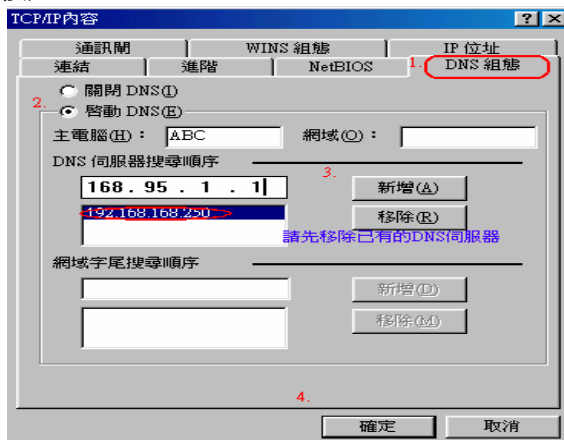 TCP/IP內容
通訊閘 WINS 組態 IP 位址
連結 進階 NetBIOS 1. DNS 組態
關閉 DNS(I)
2. 啓動 DNS(E)
主電腦(H)： ABC 網域(O)：
DNS 伺服器搜尋順序
3.
168 . 95 . 1 . 1 新增(A)
192.168.168.250 移除(R)
請先移除已有的DNS伺服器
網域字尾搜尋順序
新增(D)
移除(M)
4.
確定 取消